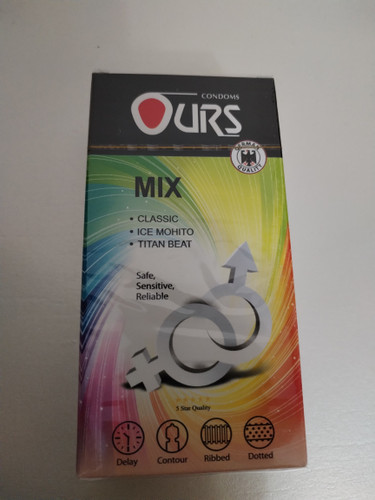 CONDOMS
OURS
GERMAN
QUALITY
MIX
• CLASSIC
• ICE MOHITO
• TITAN BEAT
Safe,
Sensitive,
Reliable
5 Star Quality
Delay Contour Ribbed Dotted